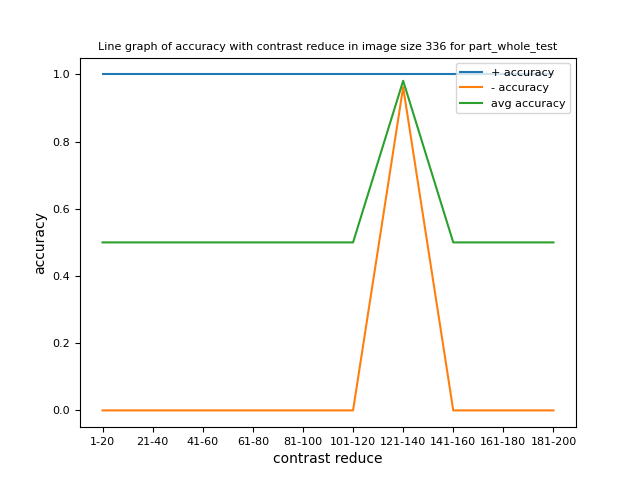 Line graph of accuracy with contrast reduce in image size 336 for part_whole_test
+ accuracy
- accuracy
avg accuracy
1.0
0.8
0.6
0.4
0.2
0.0
accuracy
1-20 21-40 41-60 61-80 81-100 101-120 121-140 141-160 161-180 181-200
contrast reduce